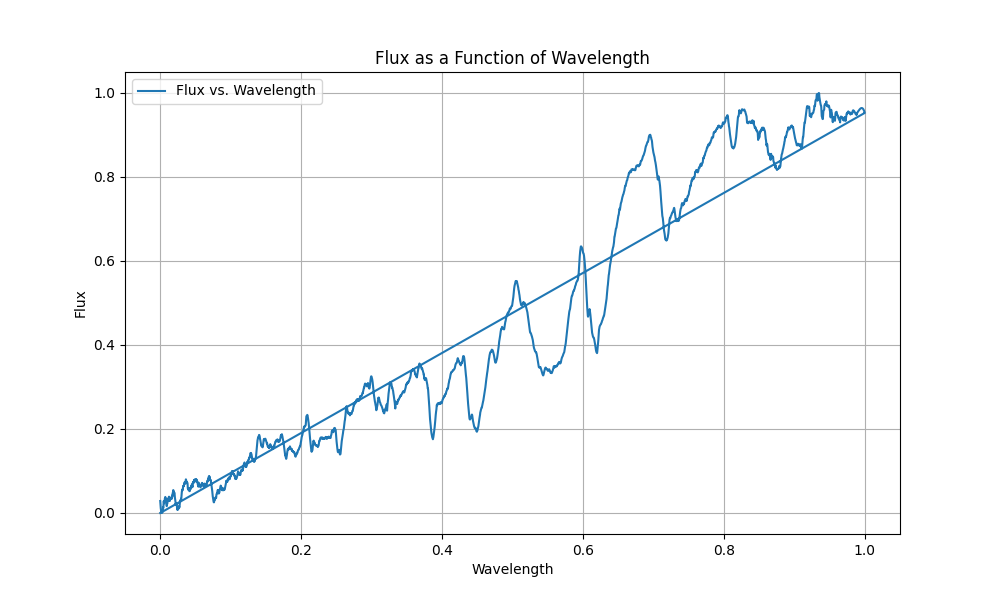 Flux as a Function of Wavelength
Flux vs. Wavelength
1.0
0.8
0.6
0.4
0.2
0.0
Flux
0.0 0.2 0.4 0.6 0.8 1.0
Wavelength